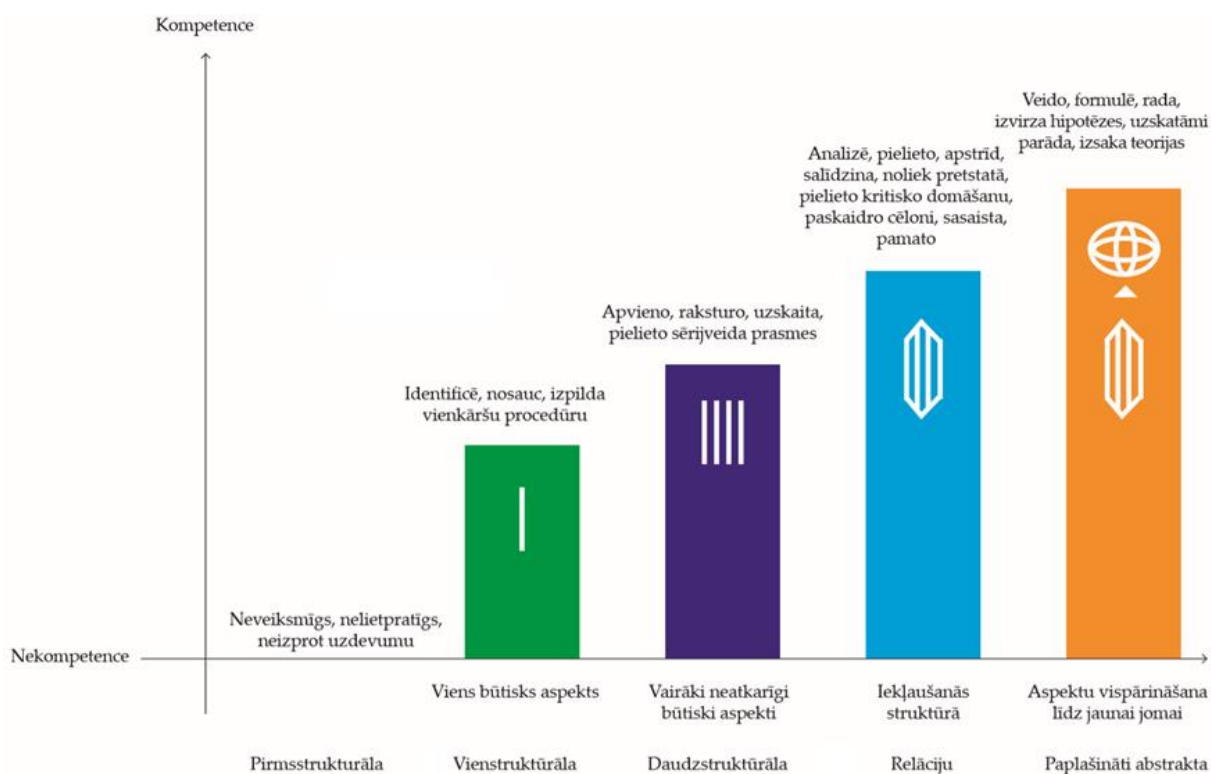 Kompetence
Veido, formulē, rada,
izvirza hipotēzes, uzskatāmi
parāda, izsaka teorijas
Analizē, pielieto, apstrīd,
salīdzina, noliek pretstatā,
pielieto kritisko domāšanu,
paskaidro cēloni, sasaista,
pamato
Apvieno, raksturo, uzskaita,
pielieto sērijveida prasmes
Identificē, nosauc, izpilda
vienkāršu procedūru
Neveiksmīgs, nelietpratīgs,
neizprot uzdevumu
Nekompetence
Viens būtisks aspekts
Vairāki neatkarīgi
būtiski aspekti
Iekļaušanās
struktūrā
Aspektu vispārināšana
līdz jaunai jomai
Pirmsstrukturāla
Vienstruktūrāla
Daudzstruktūrāla
Relāciju
Paplašināti abstrakta